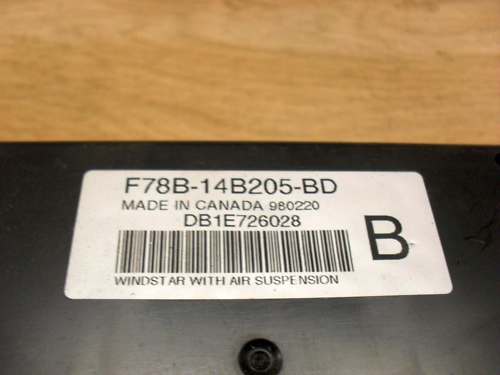 F78B-14B205-BD
MADE IN CANADA 980220
DB1E726028
B
WINDSTAR WITH AIR SUSPENSION